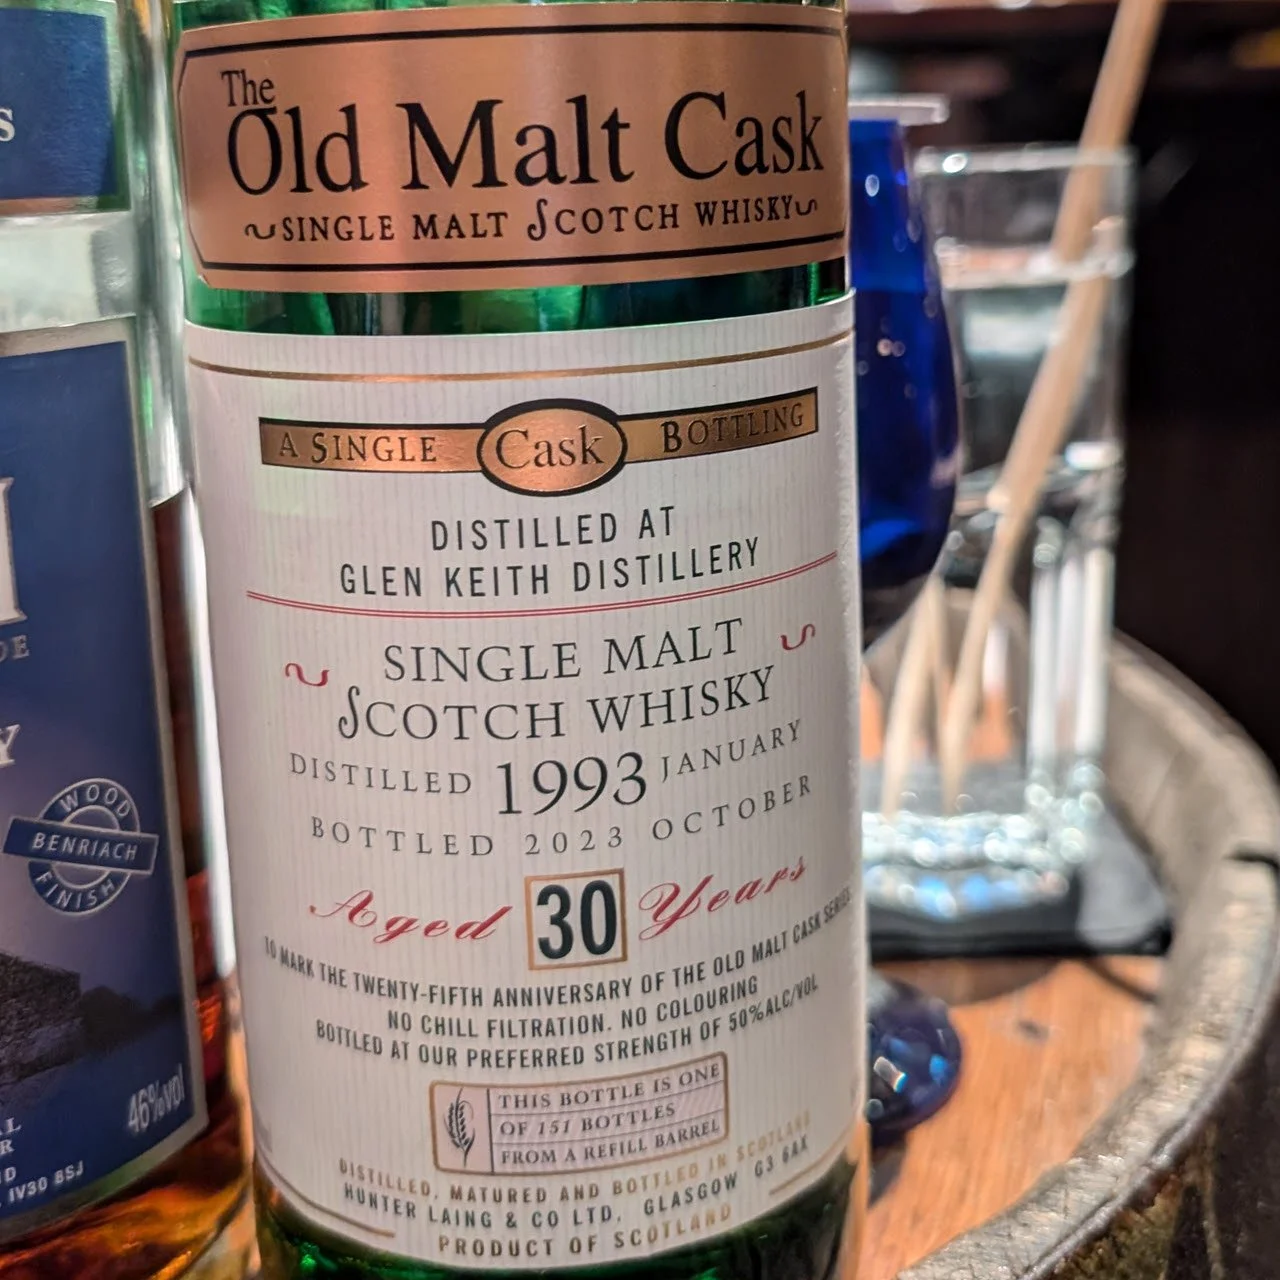 The
Old Malt Cask
SINGLE MALT SCOTCH WHISKY
A SINGLE Cask BOTTLING
DISTILLED AT
GLEN KEITH DISTILLERY
SINGLE MALT
SCOTCH WHISKY
DISTILLED 1993 JANUARY
BOTTLED 2023 OCTOBER
Aged 30 Years
TO MARK THE TWENTY-FIFTH ANNIVERSARY OF THE OLD MALT CASK SERIES
NO CHILL FILTRATION. NO COLOURING
BOTTLED AT OUR PREFERRED STRENGTH OF 50%ALC/VOL
THIS BOTTLE IS ONE
OF 151 BOTTLES
FROM A REFILL BARREL
DISTILLED, MATURED AND BOTTLED IN SCOTLAND
HUNTER LAING & CO LTD, GLASGOW G3 6AX
PRODUCT OF SCOTLAND
WOOD
BENRIACH
FINISH
46%vol
IV30 8SJ